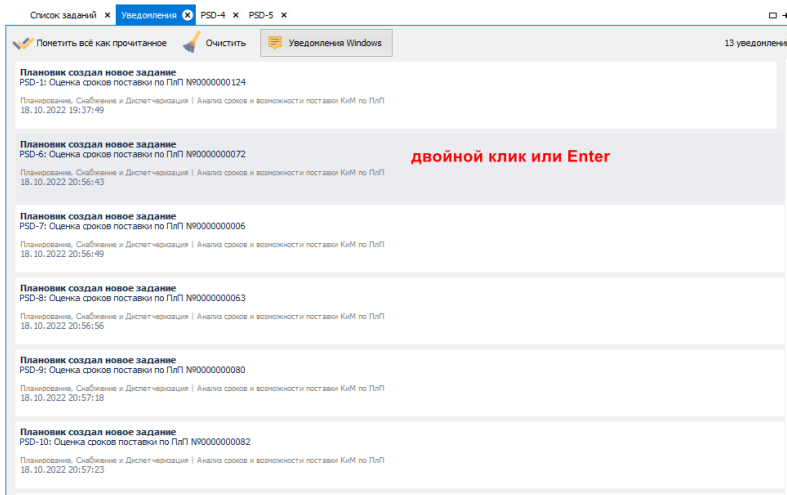 Список заданий × Уведомления × PSD-4 × PSD-5 ×
Пометить всё как прочитанное Очистить Уведомления Windows 13 уведомлени
Плановик создал новое задание
PSD-1: Оценка сроков поставки по ПлП №0000000124
Планирование, Снабжение и Диспетчеризация | Анализ сроков и возможности поставки КиМ по ПлП
18.10.2022 19:37:49
Плановик создал новое задание
PSD-6: Оценка сроков поставки по ПлП №0000000072
двойной клик или Enter
Планирование, Снабжение и Диспетчеризация | Анализ сроков и возможности поставки КиМ по ПлП
18.10.2022 20:56:43
Плановик создал новое задание
PSD-7: Оценка сроков поставки по ПлП №0000000006
Планирование, Снабжение и Диспетчеризация | Анализ сроков и возможности поставки КиМ по ПлП
18.10.2022 20:56:49
Плановик создал новое задание
PSD-8: Оценка сроков поставки по ПлП №0000000063
Планирование, Снабжение и Диспетчеризация | Анализ сроков и возможности поставки КиМ по ПлП
18.10.2022 20:56:56
Плановик создал новое задание
PSD-9: Оценка сроков поставки по ПлП №0000000080
Планирование, Снабжение и Диспетчеризация | Анализ сроков и возможности поставки КиМ по ПлП
18.10.2022 20:57:18
Плановик создал новое задание
PSD-10: Оценка сроков поставки по ПлП №0000000082
Планирование, Снабжение и Диспетчеризация | Анализ сроков и возможности поставки КиМ по ПлП
18.10.2022 20:57:23